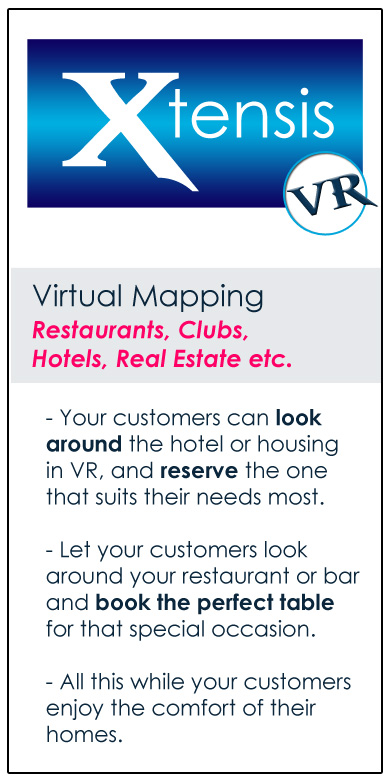 Xtensis
VR
Virtual Mapping
Restaurants, Clubs,
Hotels, Real Estate etc.
- Your customers can look
around the hotel or housing
in VR, and reserve the one
that suits their needs most.
- Let your customers look
around your restaurant or bar
and book the perfect table
for that special occasion.
- All this while your customers
enjoy the comfort of their
homes.